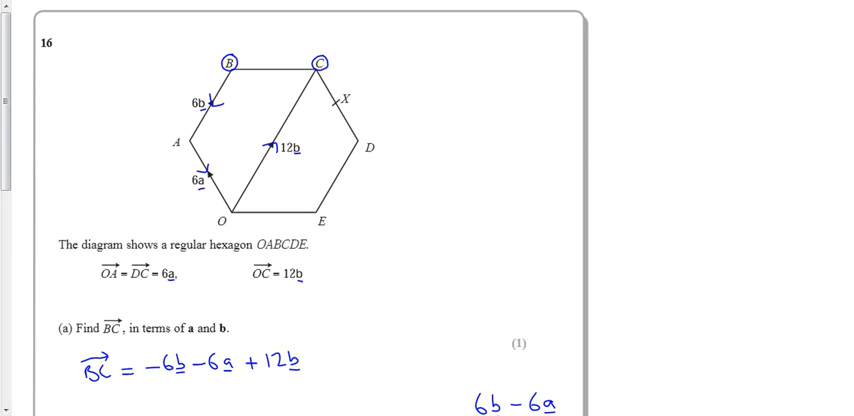 16
B C
6b X
A 12b D
6a
O E
The diagram shows a regular hexagon OABCDE.
OA = DC = 6a, OC = 12b
(a) Find BC, in terms of a and b.
(1)
BC = -6b - 6a + 12b
6b - 6a